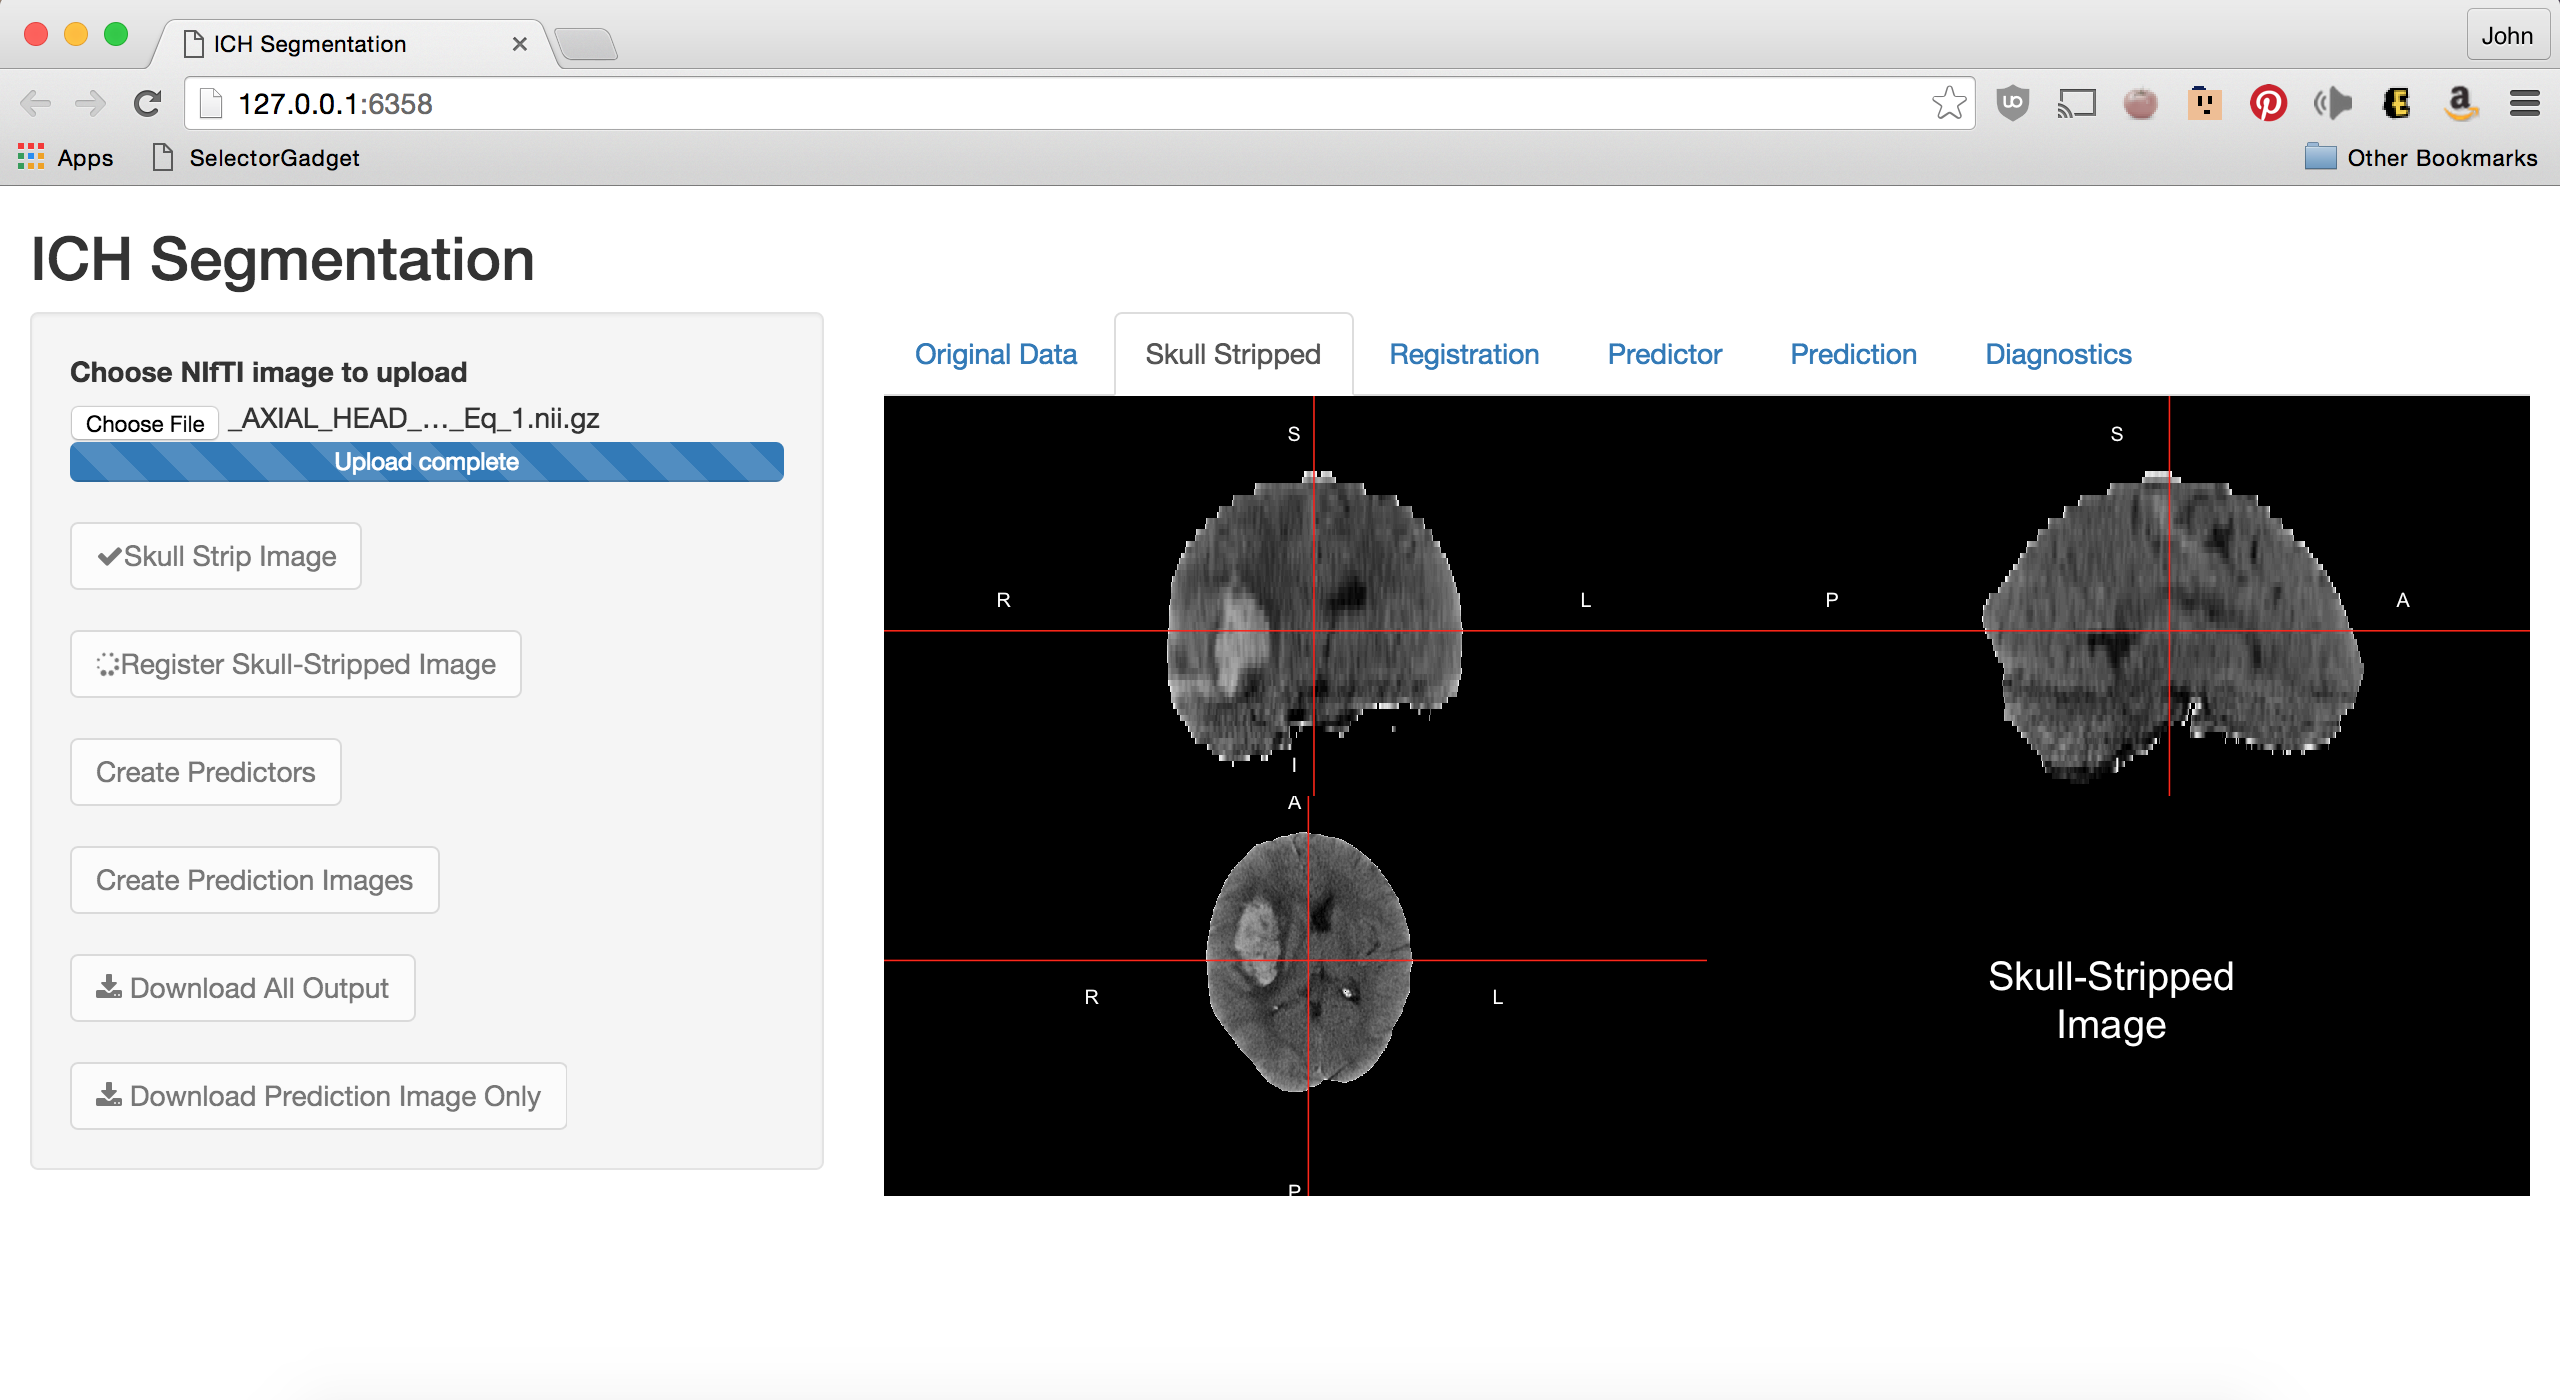 ICH Segmentation
John
127.0.0.1:6358
Apps
SelectorGadget
Other Bookmarks
ICH Segmentation
Choose NIfTI image to upload
Choose File _AXIAL_HEAD_..._Eq_1.nii.gz
Upload complete
Skull Strip Image
Register Skull-Stripped Image
Create Predictors
Create Prediction Images
Download All Output
Download Prediction Image Only
Original Data
Skull Stripped
Registration
Predictor
Prediction
Diagnostics
S
R
L
I
S
P
A
I
A
R
L
P
Skull-Stripped
Image